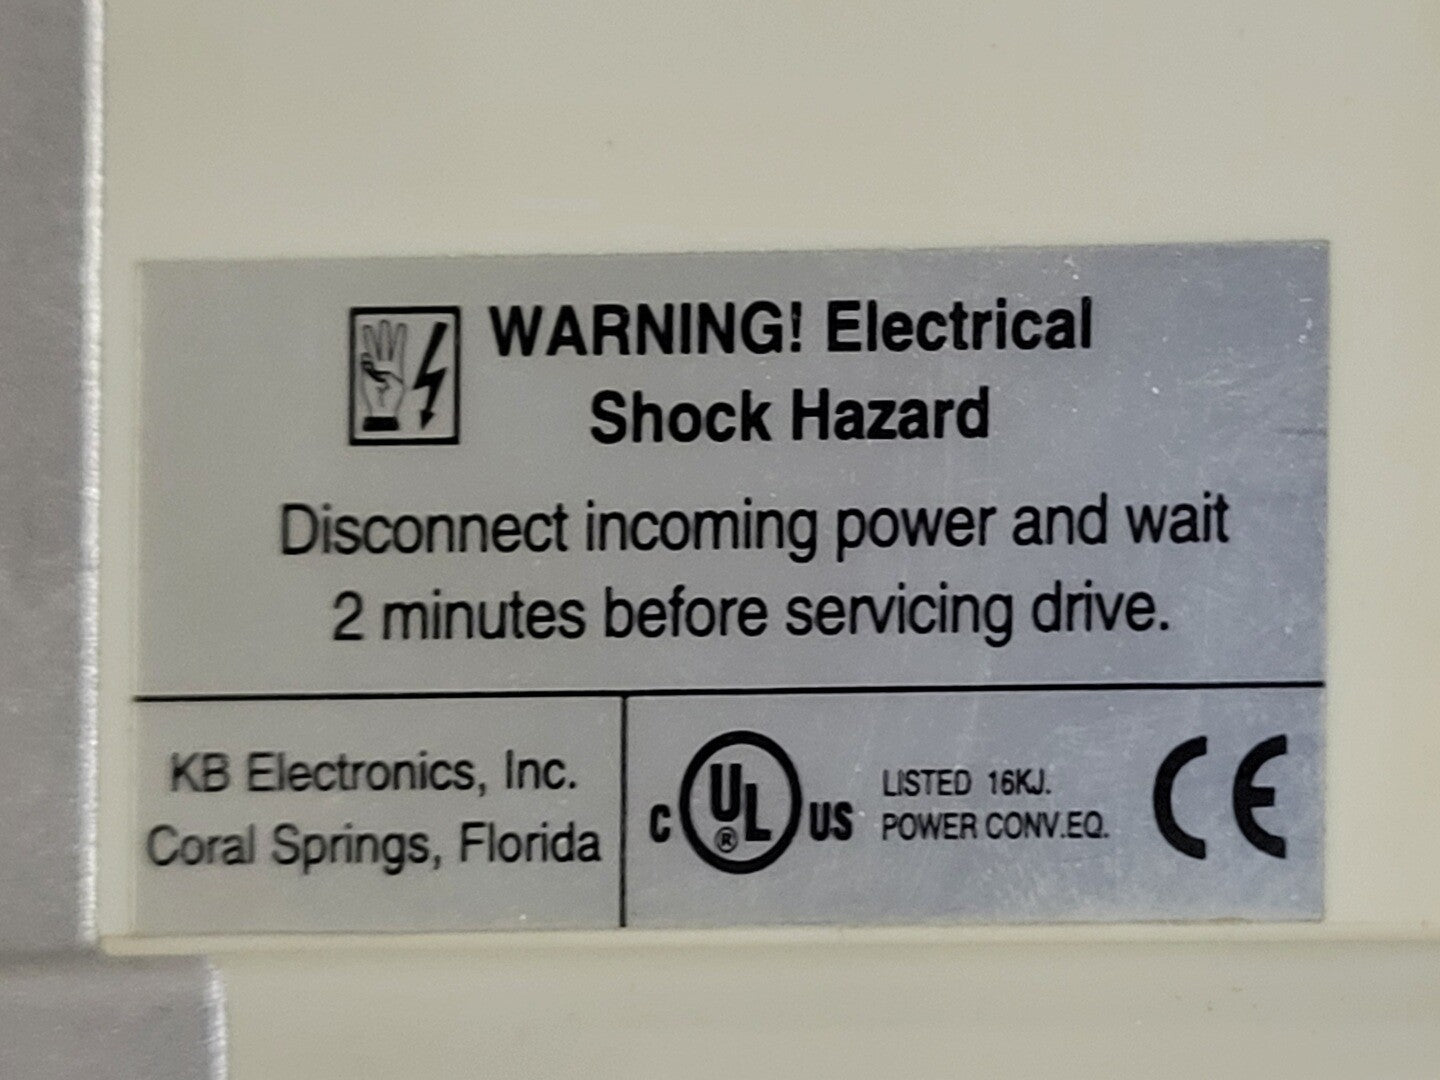 WARNING! Electrical
Shock Hazard
Disconnect incoming power and wait
2 minutes before servicing drive.
KB Electronics, Inc.
Coral Springs, Florida
C UL® US
LISTED 16KJ.
POWER CONV.EQ.
CE